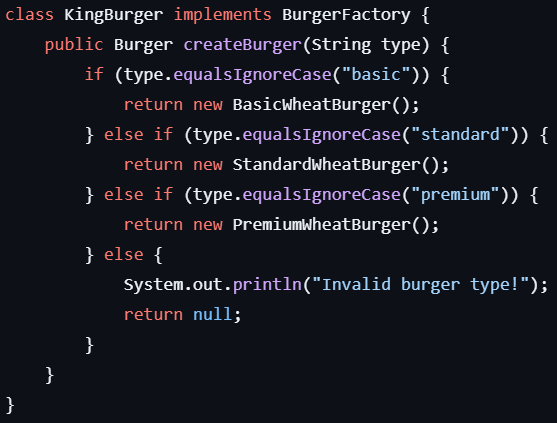 class KingBurger implements BurgerFactory {
    public Burger createBurger(String type) {
        if (type.equalsIgnoreCase("basic")) {
            return new BasicWheatBurger();
        } else if (type.equalsIgnoreCase("standard")) {
            return new StandardWheatBurger();
        } else if (type.equalsIgnoreCase("premium")) {
            return new PremiumWheatBurger();
        } else {
            System.out.println("Invalid burger type!");
            return null;
        }
    }
}